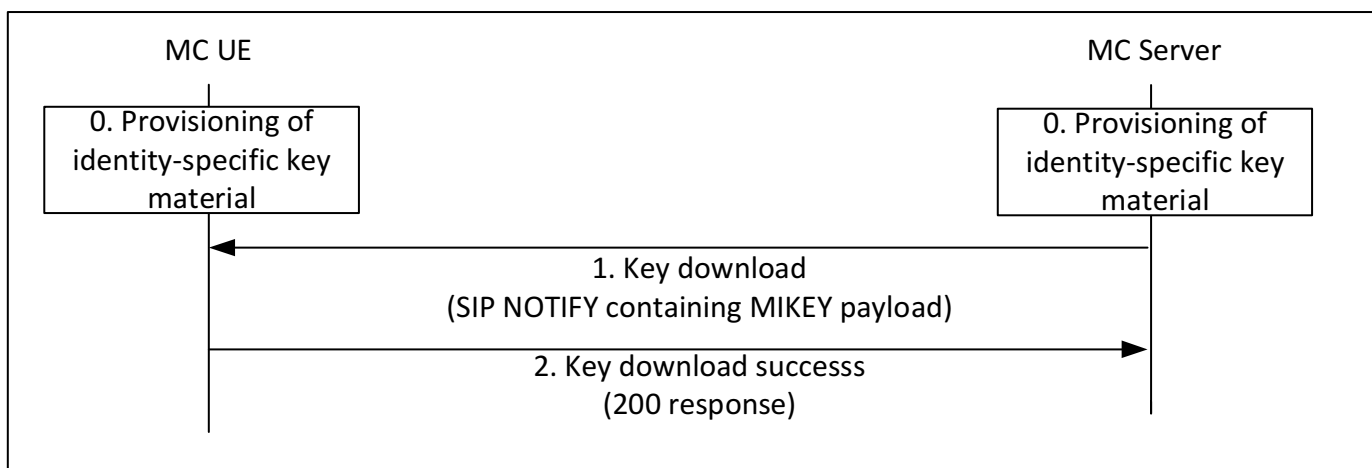 MC UE
MC Server
0. Provisioning of
identity-specific key
material
0. Provisioning of
identity-specific key
material
1. Key download
(SIP NOTIFY containing MIKEY payload)
2. Key download successs
(200 response)